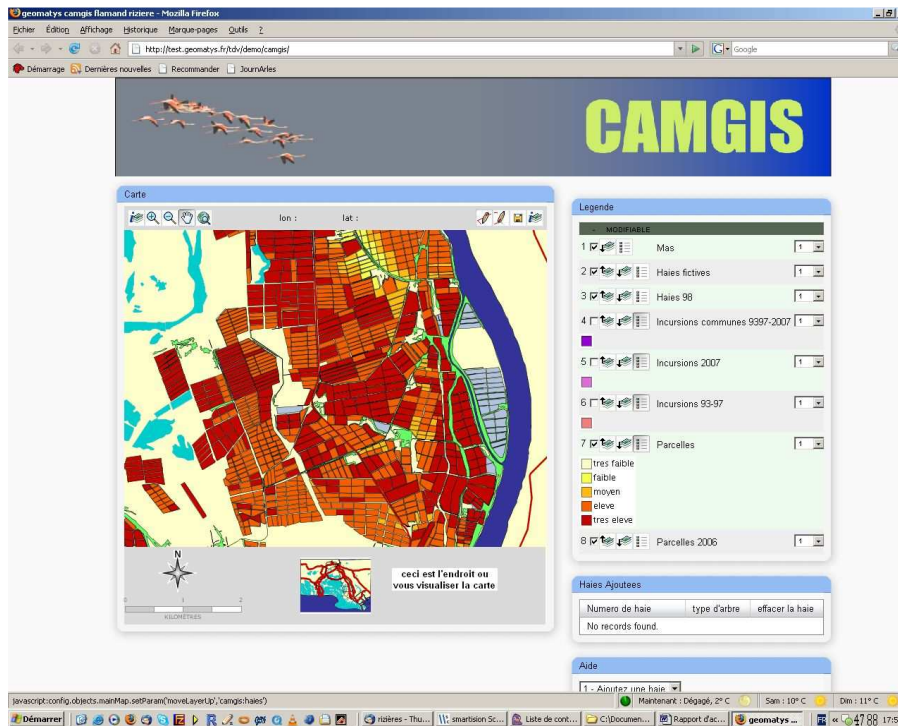 geomatys camgis flamand riziere - Mozilla Firefox
Fichier Édition Affichage Historique Marque-pages Outils ?
http://test.geomatys.fr/tdv/demo/camgis/
G Google
Démarrage Dernières nouvelles Recommander JournArles
CAMGIS
Carte
lon : lat :
N
0 1 2
KILOMÈTRES
ceci est l'endroit ou
vous visualiser la carte
Legende
- MODIFIABLE
1 Mas 1
2 Haies fictives 1
3 Haies 98 1
4 Incursions communes 9397-2007 1
5 Incursions 2007 1
6 Incursions 93-97 1
7 Parcelles 1
tres faible
faible
moyen
eleve
tres eleve
8 Parcelles 2006 1
Haies Ajoutees
Numero de haie type d'arbre effacer la haie
No records found.
Aide
1 - Ajoutez une haie
javascript:config.objects.mainMap.setParam('moveLayerUp','camgis:haies')
Maintenant : Dégagé, 2° C Sam : 10° C Dim : 11° C
Démarrer rizières - Thu... smartision Sc... Liste de cont... C:\Documen... Rapport d'ac... geomatys ... FR